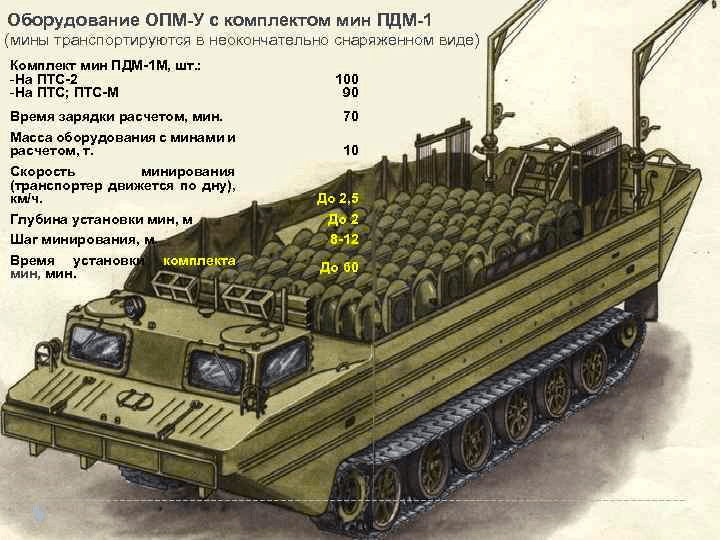 Оборудование ОПМ-У с комплектом мин ПДМ-1
(мины транспортируются в неокончательно снаряженном виде)
Комплект мин ПДМ-1М, шт.:
-На ПТС-2 100
-На ПТС; ПТС-М 90
Время зарядки расчетом, мин. 70
Масса оборудования с минами и
расчетом, т. 10
Скорость минирования
(транспортер движется по дну),
км/ч. До 2,5
Глубина установки мин, м До 2
Шаг минирования, м. 8-12
Время установки комплекта
мин, мин. До 60